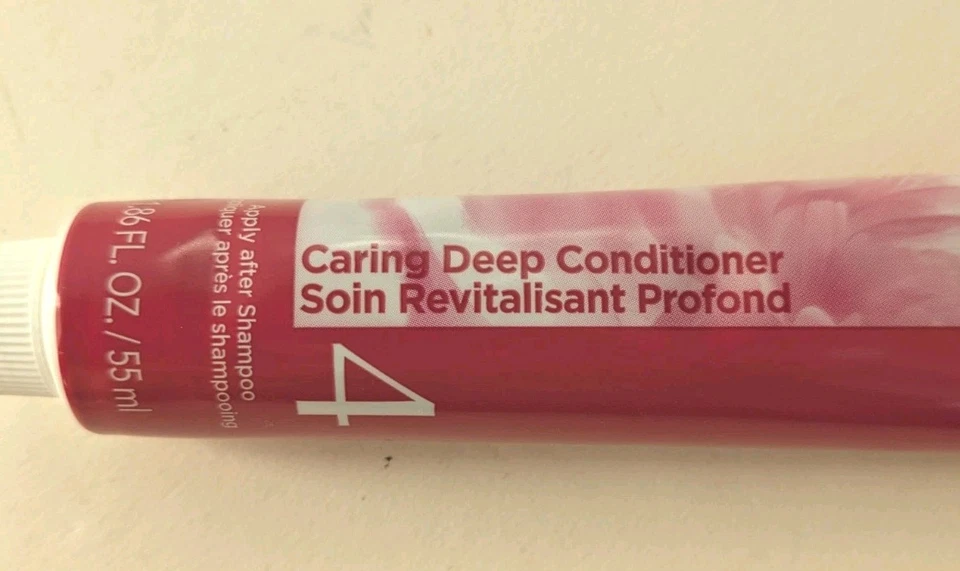 Caring Deep Conditioner
Soin Revitalisant Profond
4
Apply after Shampoo
après le shampooing
FL. OZ. / 55 ml